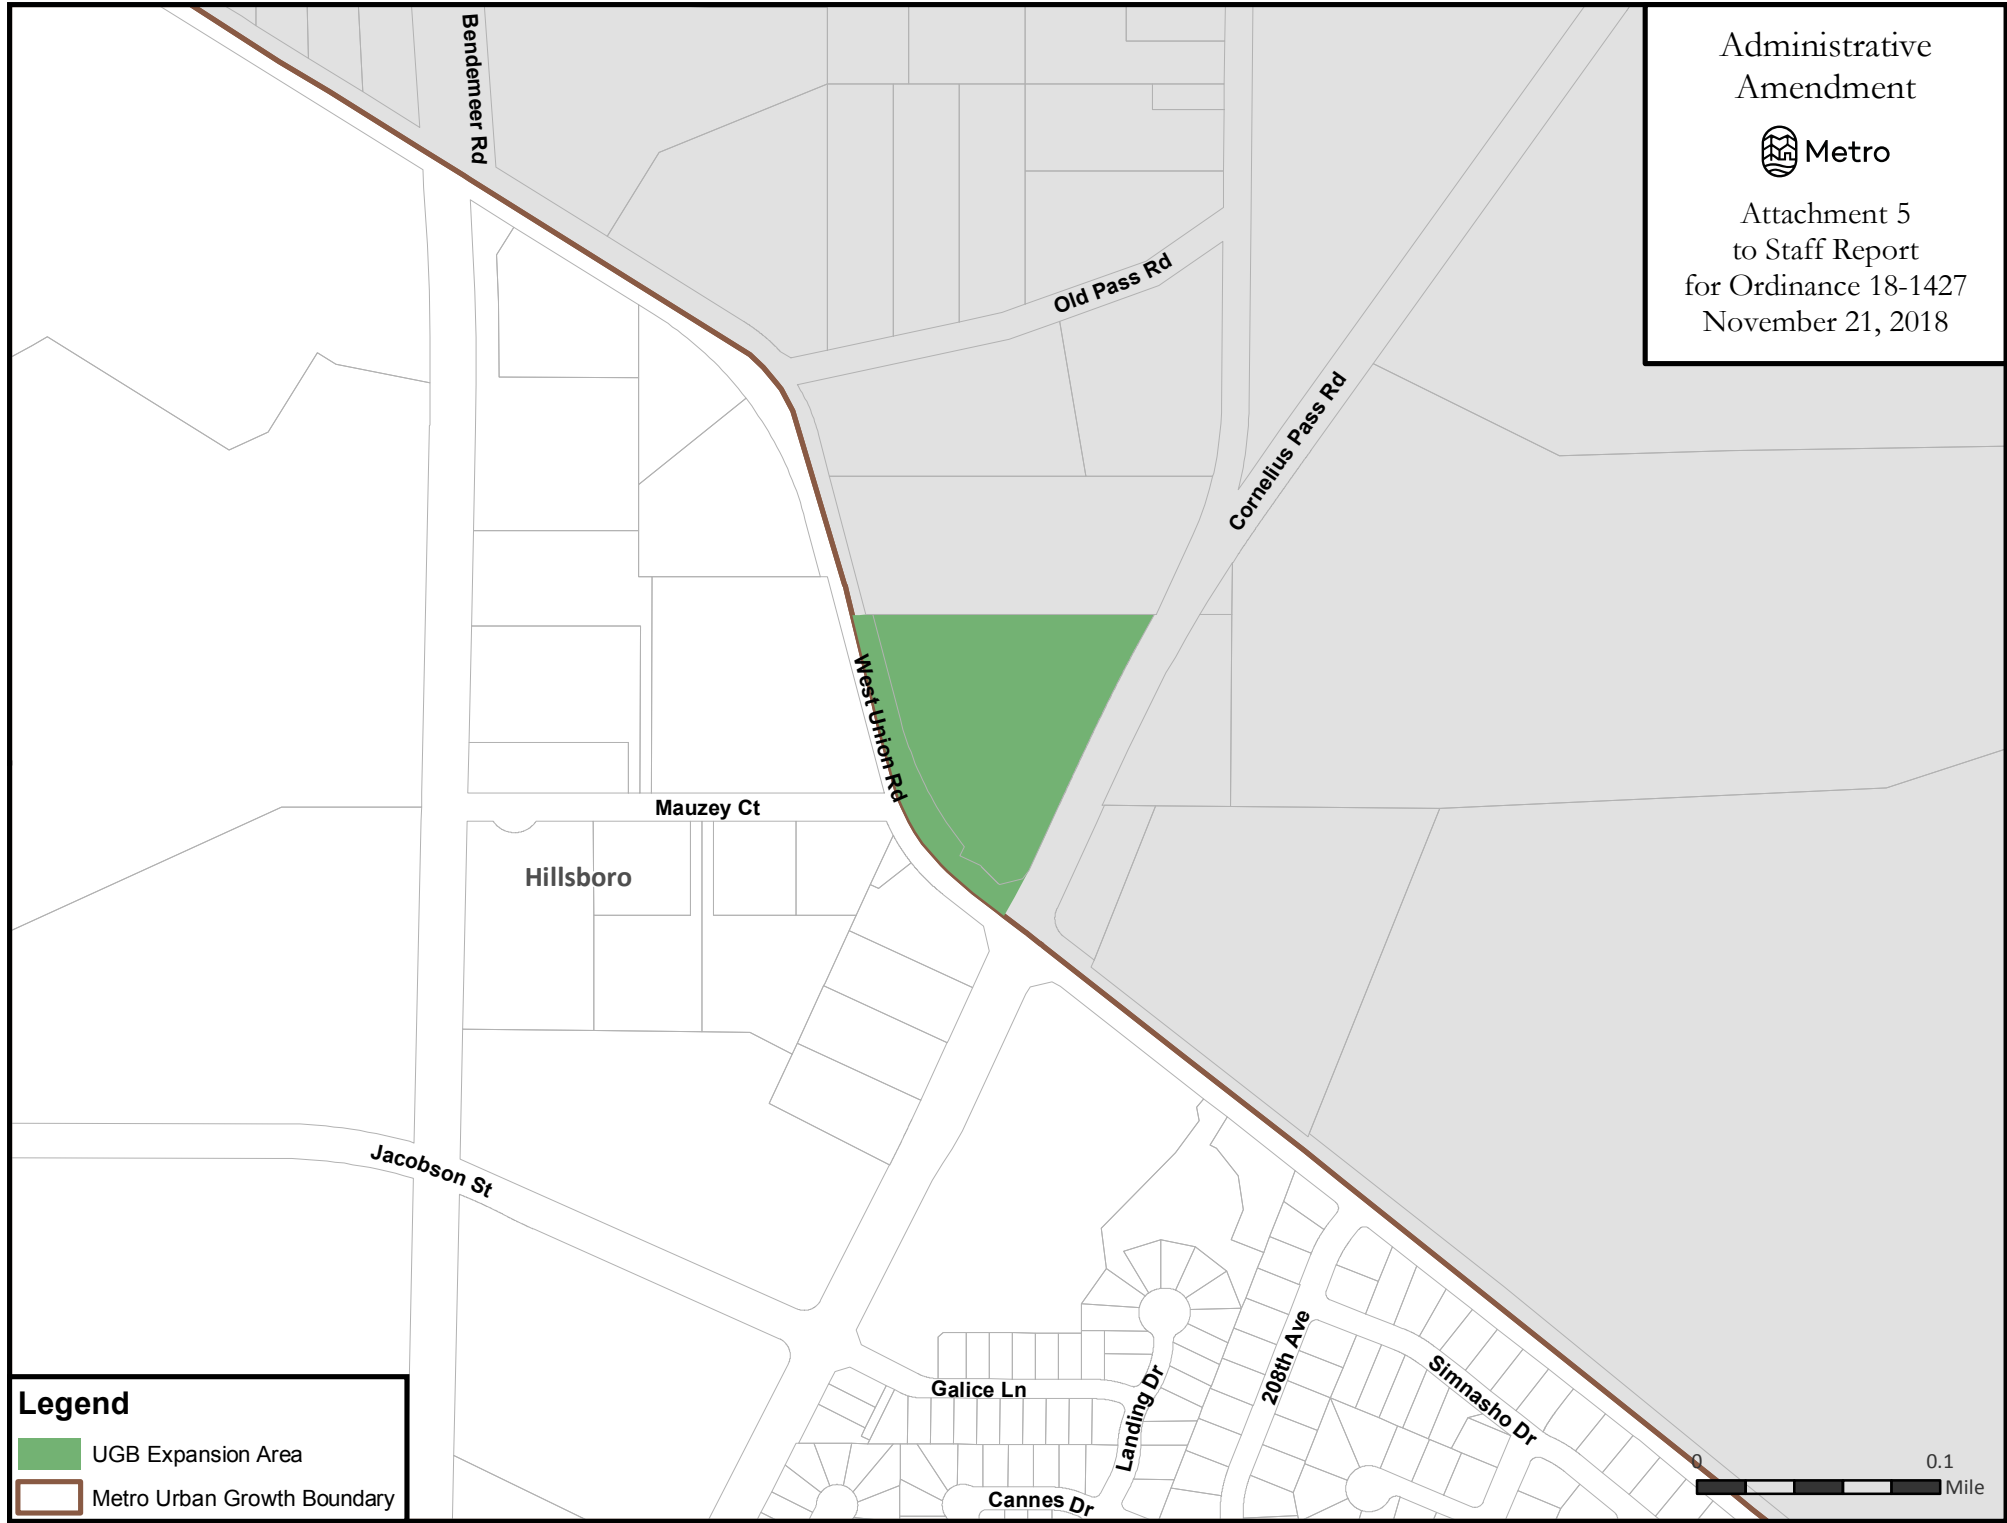 Administrative
Amendment
Metro
Attachment 5
to Staff Report
for Ordinance 18-1427
November 21, 2018
Bendemeer Rd
Old Pass Rd
Cornelius Pass Rd
West Union Rd
Mauzey Ct
Hillsboro
Jacobson St
Galice Ln
Landing Dr
208th Ave
Simnasho Dr
Cannes Dr
Legend
UGB Expansion Area
Metro Urban Growth Boundary
0 0.1
Mile